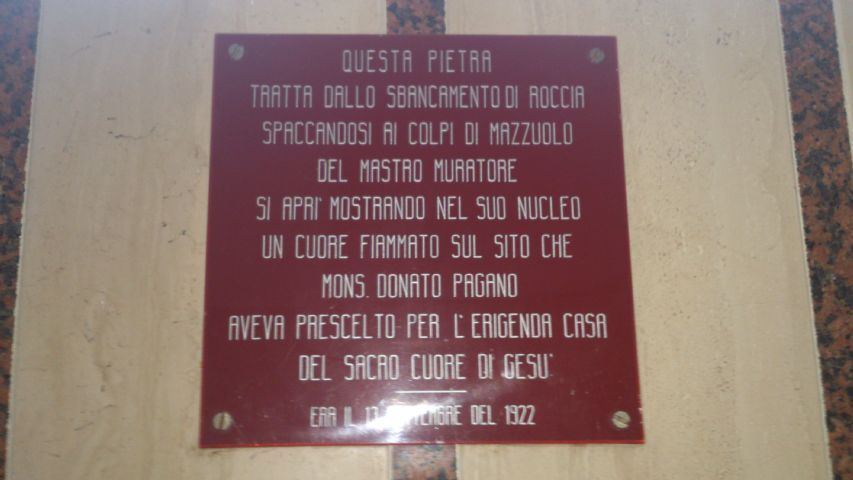 QUESTA PIETRA
TRATTA DALLO SBANCAMENTO DI ROCCIA
SPACCANDOSI AI COLPI DI MAZZUOLO
DEL MASTRO MURATORE
SI APRI' MOSTRANDO NEL SUO NUCLEO
UN CUORE FIAMMATO SUL SITO CHE
MONS. DONATO PAGANO
AVEVA PRESCELTO PER L'ERIGENDA CASA
DEL SACRO CUORE DI GESU'
ERA IL 13 DEL 1922